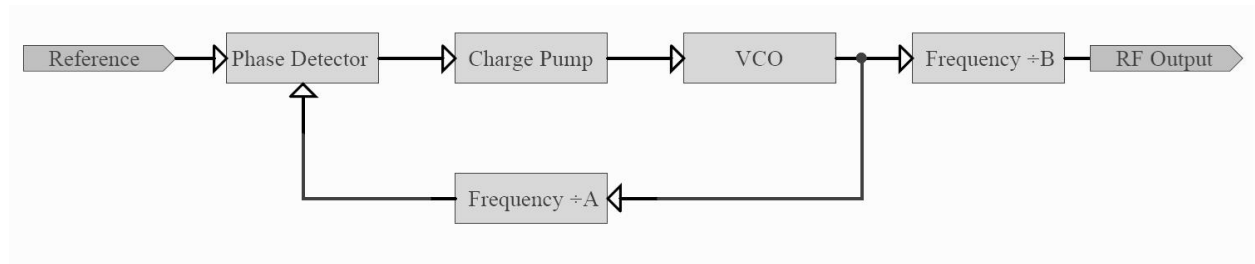 Reference
Phase Detector
Charge Pump
VCO
Frequency ÷B
RF Output
Frequency ÷A